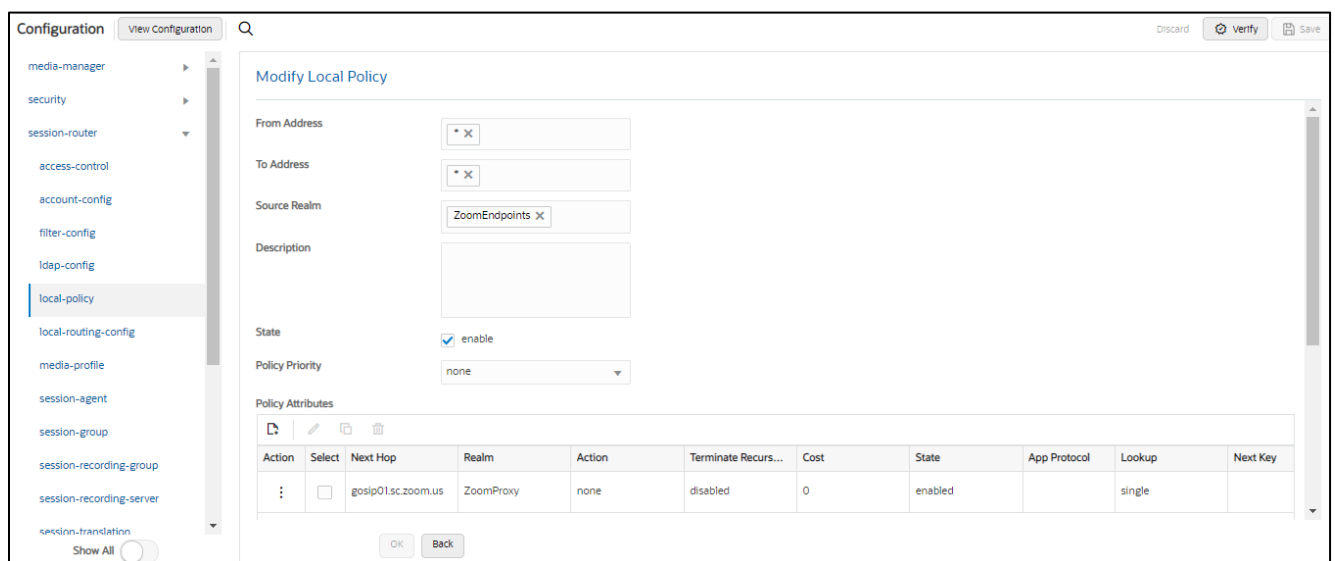 Configuration View Configuration Discard Verify Save
media-manager
security
session-router
access-control
account-config
filter-config
ldap-config
local-policy
local-routing-config
media-profile
session-agent
session-group
session-recording-group
session-recording-server
session-translation
Show All
Modify Local Policy
From Address * ✕
To Address * ✕
Source Realm ZoomEndpoints ✕
Description
State enable
Policy Priority none
Policy Attributes
Action Select Next Hop Realm Action Terminate Recurs... Cost State App Protocol Lookup Next Key
gosip01.sc.zoom.us ZoomProxy none disabled 0 enabled single
OK Back